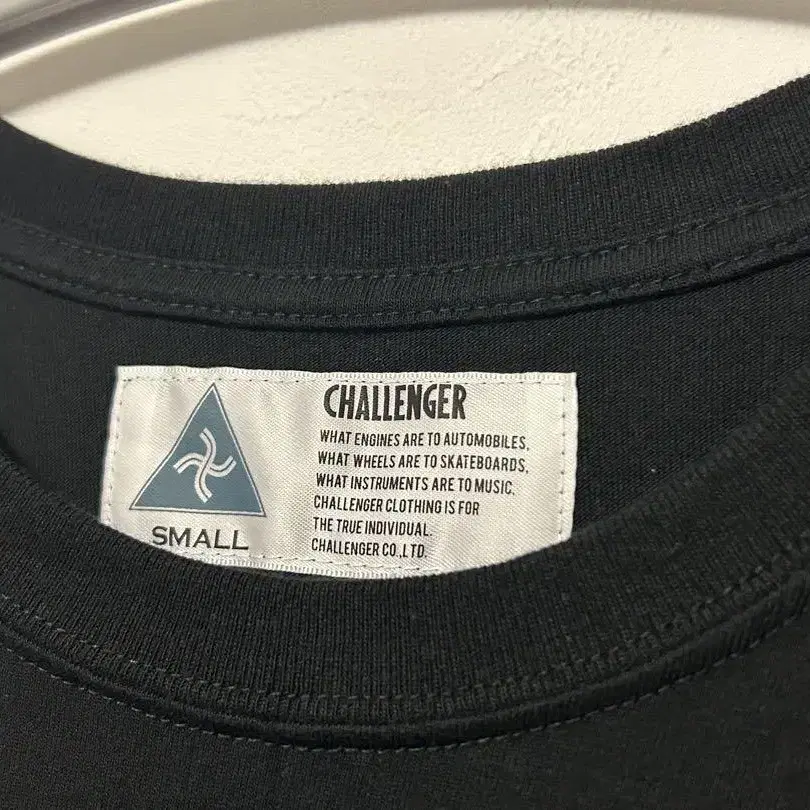 CHALLENGER
WHAT ENGINES ARE TO AUTOMOBILES,
WHAT WHEELS ARE TO SKATEBOARDS,
WHAT INSTRUMENTS ARE TO MUSIC,
CHALLENGER CLOTHING IS FOR
THE TRUE INDIVIDUAL.
CHALLENGER CO.,LTD.
SMALL